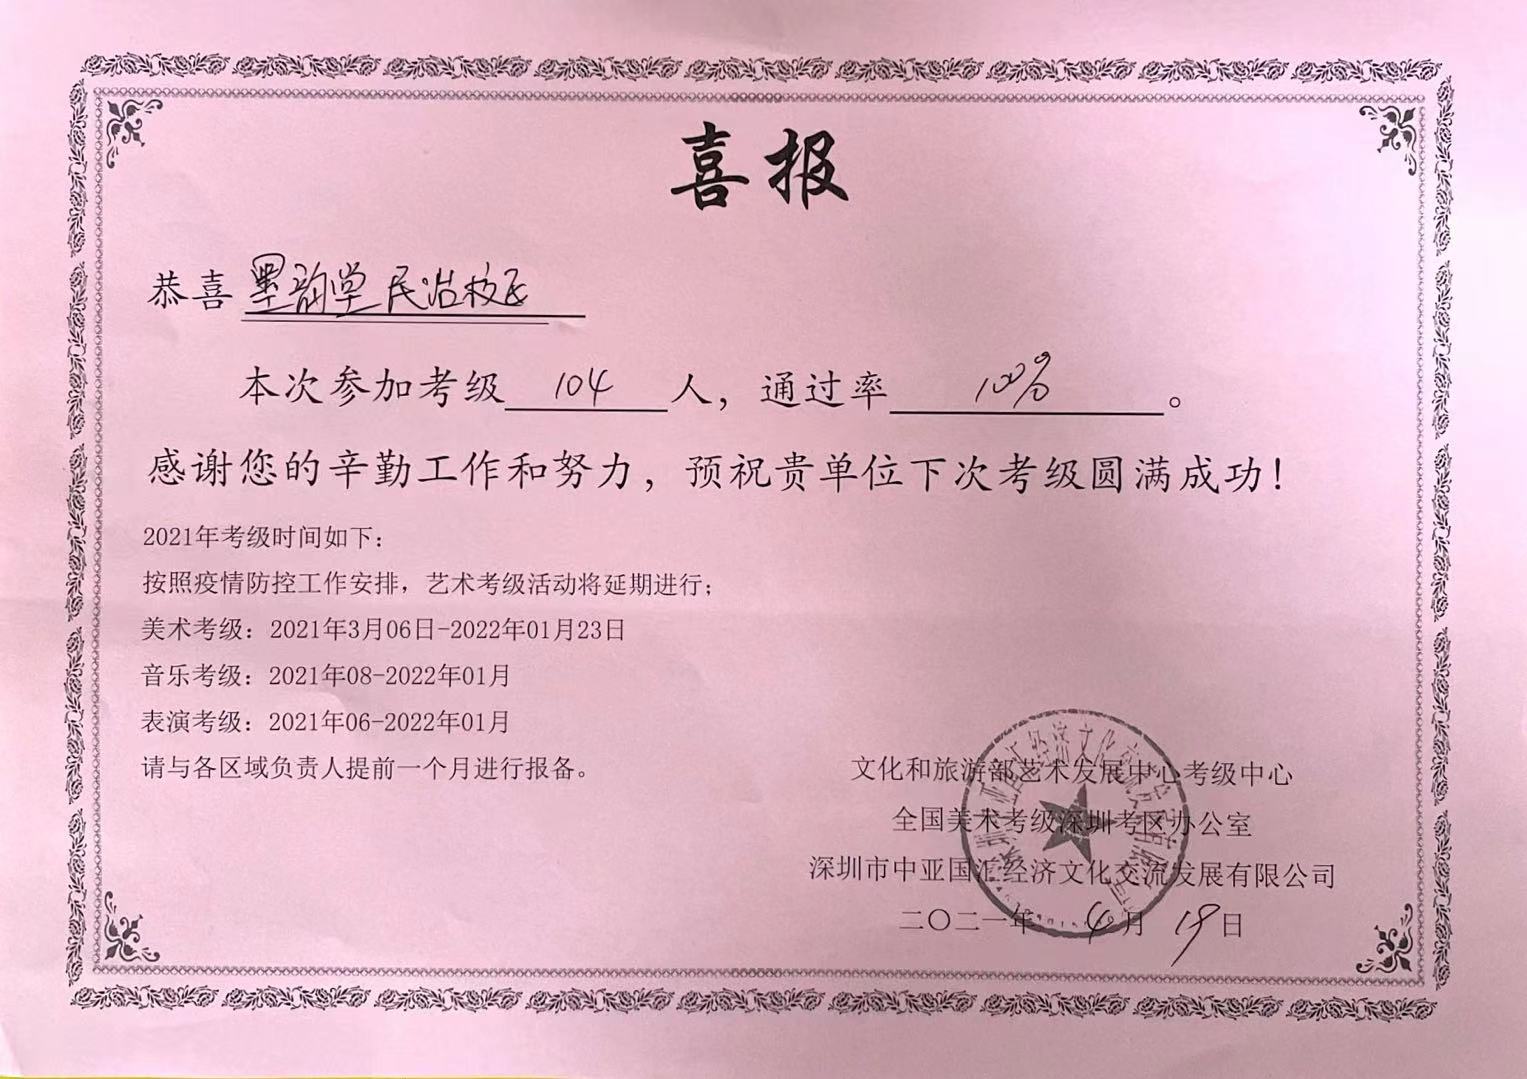 喜报
恭喜 墨韵堂民治校区
本次参加考级 104 人，通过率 100% 。
感谢您的辛勤工作和努力，预祝贵单位下次考级圆满成功！
2021年考级时间如下：
按照疫情防控工作安排，艺术考级活动将延期进行；
美术考级：2021年3月06日-2022年01月23日
音乐考级：2021年08-2022年01月
表演考级：2021年06-2022年01月
请与各区域负责人提前一个月进行报备。
文化和旅游部艺术发展中心考级中心
全国美术考级深圳考区办公室
深圳市中亚国汇经济文化交流发展有限公司
二〇二一年 4月 19日